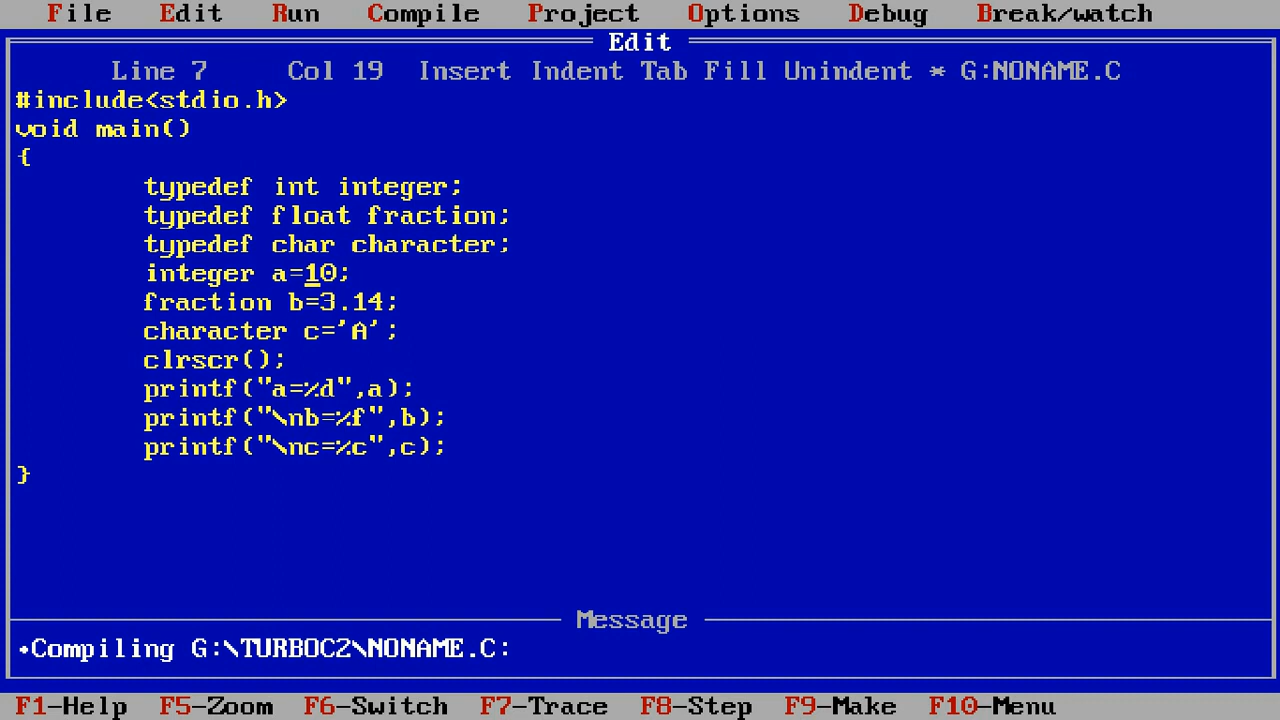 File Edit Run Compile Project Options Debug Break/watch
Edit
Line 7 Col 19 Insert Indent Tab Fill Unindent * G:NONAME.C
#include<stdio.h>
void main()
{
typedef int integer;
typedef float fraction;
typedef char character;
integer a=10;
fraction b=3.14;
character c='A';
clrscr();
printf("a=%d",a);
printf("\nb=%f",b);
printf("\nc=%c",c);
}
Message
•Compiling G:\TURBOC2\NONAME.C:
F1-Help F5-Zoom F6-Switch F7-Trace F8-Step F9-Make F10-Menu